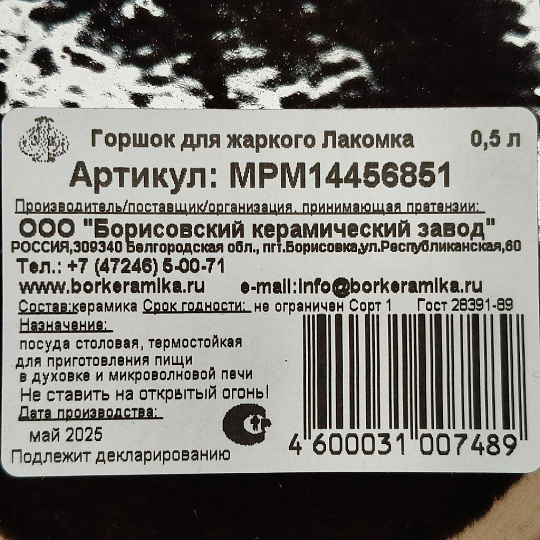 Горшок для жаркого Лакомка 0,5 л
Артикул: МРМ14456851
Производитель/поставщик/организация, принимающая претензии:
ООО "Борисовский керамический завод"
РОССИЯ,309340 Белгородская обл., пгт.Борисовка,ул.Республиканская,60
Тел.: +7 (47246) 5-00-71
www.borkeramika.ru e-mail:info@borkeramika.ru
Состав:керамика Срок годности: не ограничен Сорт 1 Гост 28391-89
Назначение:
посуда столовая, термостойкая
для приготовления пищи
в духовке и микроволновой печи
Не ставить на открытый огонь!
Дата производства:
май 2025
Подлежит декларированию
4 600031 007489